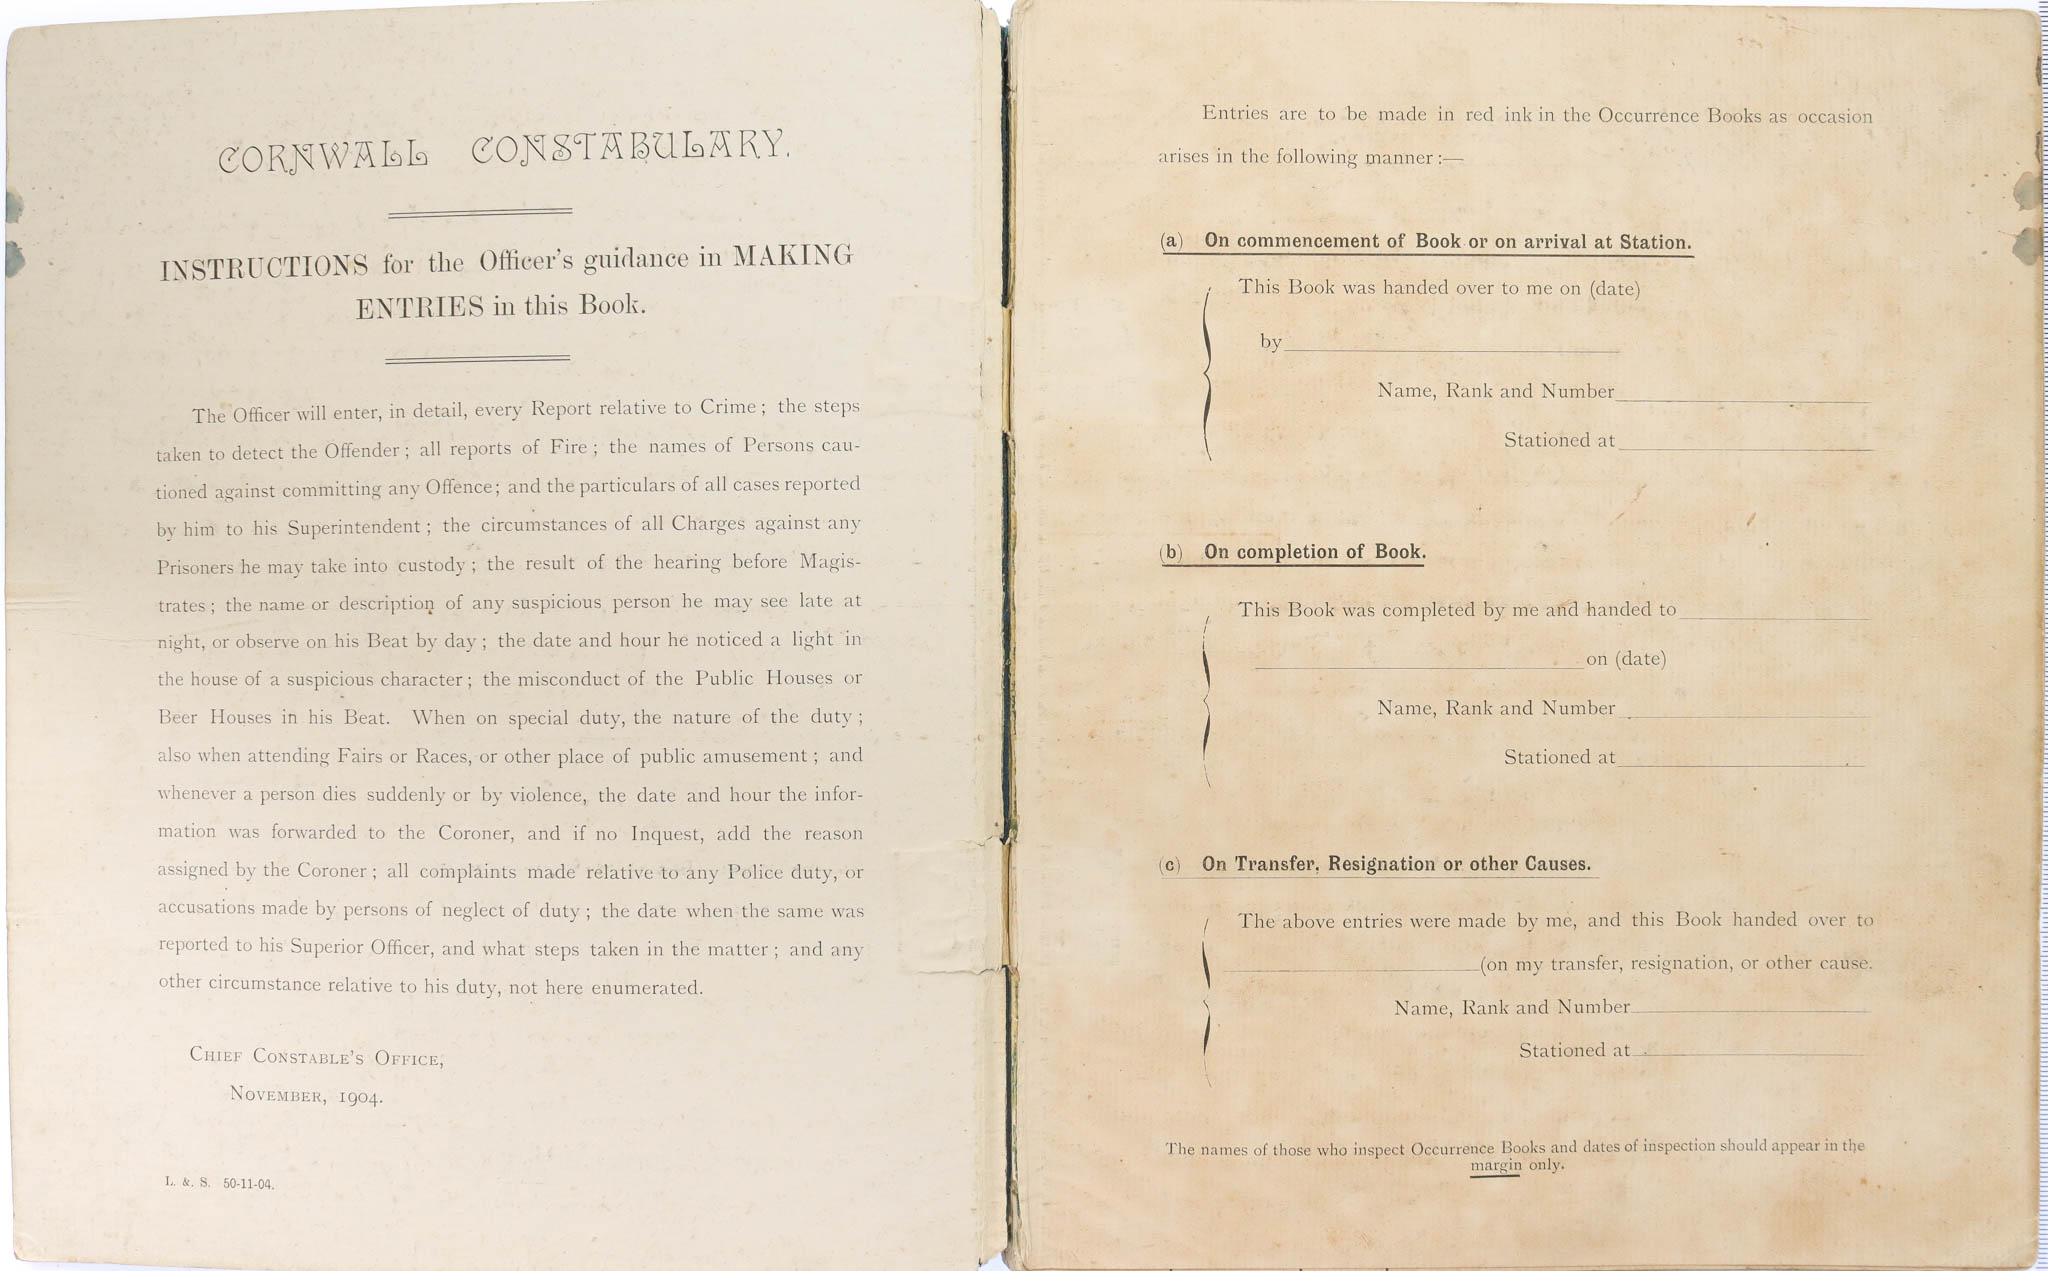 CORNWALL CONSTABULARY.
INSTRUCTIONS for the Officer's guidance in MAKING
ENTRIES in this Book.
The Officer will enter, in detail, every Report relative to Crime; the steps
taken to detect the Offender; all reports of Fire; the names of Persons cau-
tioned against committing any Offence; and the particulars of all cases reported
by him to his Superintendent; the circumstances of all Charges against any
Prisoners he may take into custody; the result of the hearing before Magis-
trates; the name or description of any suspicious person he may see late at
night, or observe on his Beat by day; the date and hour he noticed a light in
the house of a suspicious character; the misconduct of the Public Houses or
Beer Houses in his Beat. When on special duty, the nature of the duty;
also when attending Fairs or Races, or other place of public amusement; and
whenever a person dies suddenly or by violence, the date and hour the infor-
mation was forwarded to the Coroner, and if no Inquest, add the reason
assigned by the Coroner; all complaints made relative to any Police duty, or
accusations made by persons of neglect of duty; the date when the same was
reported to his Superior Officer, and what steps taken in the matter; and any
other circumstance relative to his duty, not here enumerated.
CHIEF CONSTABLE'S OFFICE,
NOVEMBER, 1904.
L. &. S. 50-11-04.
Entries are to be made in red ink in the Occurrence Books as occasion
arises in the following manner:—
(a) On commencement of Book or on arrival at Station.
This Book was handed over to me on (date)
by
Name, Rank and Number
Stationed at
(b) On completion of Book.
This Book was completed by me and handed to
on (date)
Name, Rank and Number
Stationed at
(c) On Transfer, Resignation or other Causes.
The above entries were made by me, and this Book handed over to
(on my transfer, resignation, or other cause.
Name, Rank and Number
Stationed at
The names of those who inspect Occurrence Books and dates of inspection should appear in the
margin only.